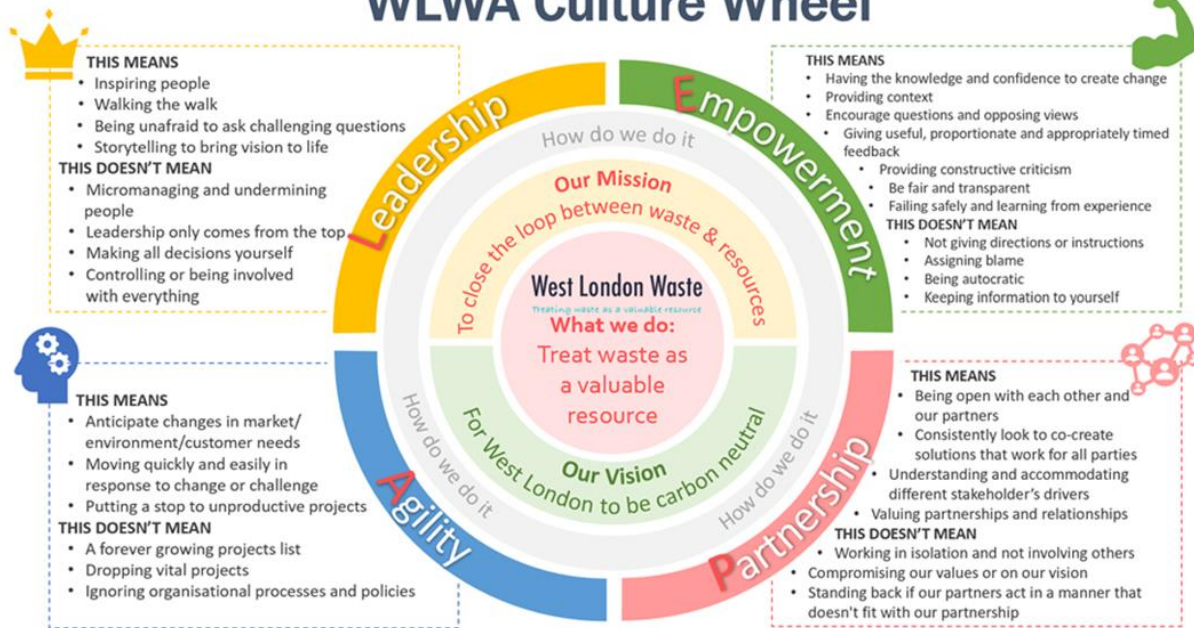 WLWA Culture Wheel
THIS MEANS
• Inspiring people
• Walking the walk
• Being unafraid to ask challenging questions
• Storytelling to bring vision to life
THIS DOESN'T MEAN
• Micromanaging and undermining
people
• Leadership only comes from the top
• Making all decisions yourself
• Controlling or being involved
with everything
Leadership
Empowerment
THIS MEANS
• Having the knowledge and confidence to create change
• Providing context
• Encourage questions and opposing views
• Giving useful, proportionate and appropriately timed
feedback
• Providing constructive criticism
• Be fair and transparent
• Failing safely and learning from experience
THIS DOESN'T MEAN
• Not giving directions or instructions
• Assigning blame
• Being autocratic
• Keeping information to yourself
How do we do it
Our Mission
To close the loop between waste & resources
West London Waste
Treating waste as a valuable resource
What we do:
Treat waste as
a valuable
resource
Our Vision
For West London to be carbon neutral
How do we do it
How do we do it
Agility
THIS MEANS
• Anticipate changes in market/
environment/customer needs
• Moving quickly and easily in
response to change or challenge
• Putting a stop to unproductive projects
THIS DOESN'T MEAN
• A forever growing projects list
• Dropping vital projects
• Ignoring organisational processes and policies
Partnership
THIS MEANS
• Being open with each other and
our partners
• Consistently look to co-create
solutions that work for all parties
• Understanding and accommodating
different stakeholder's drivers
• Valuing partnerships and relationships
THIS DOESN'T MEAN
• Working in isolation and not involving others
• Compromising our values or on our vision
• Standing back if our partners act in a manner that
doesn't fit with our partnership